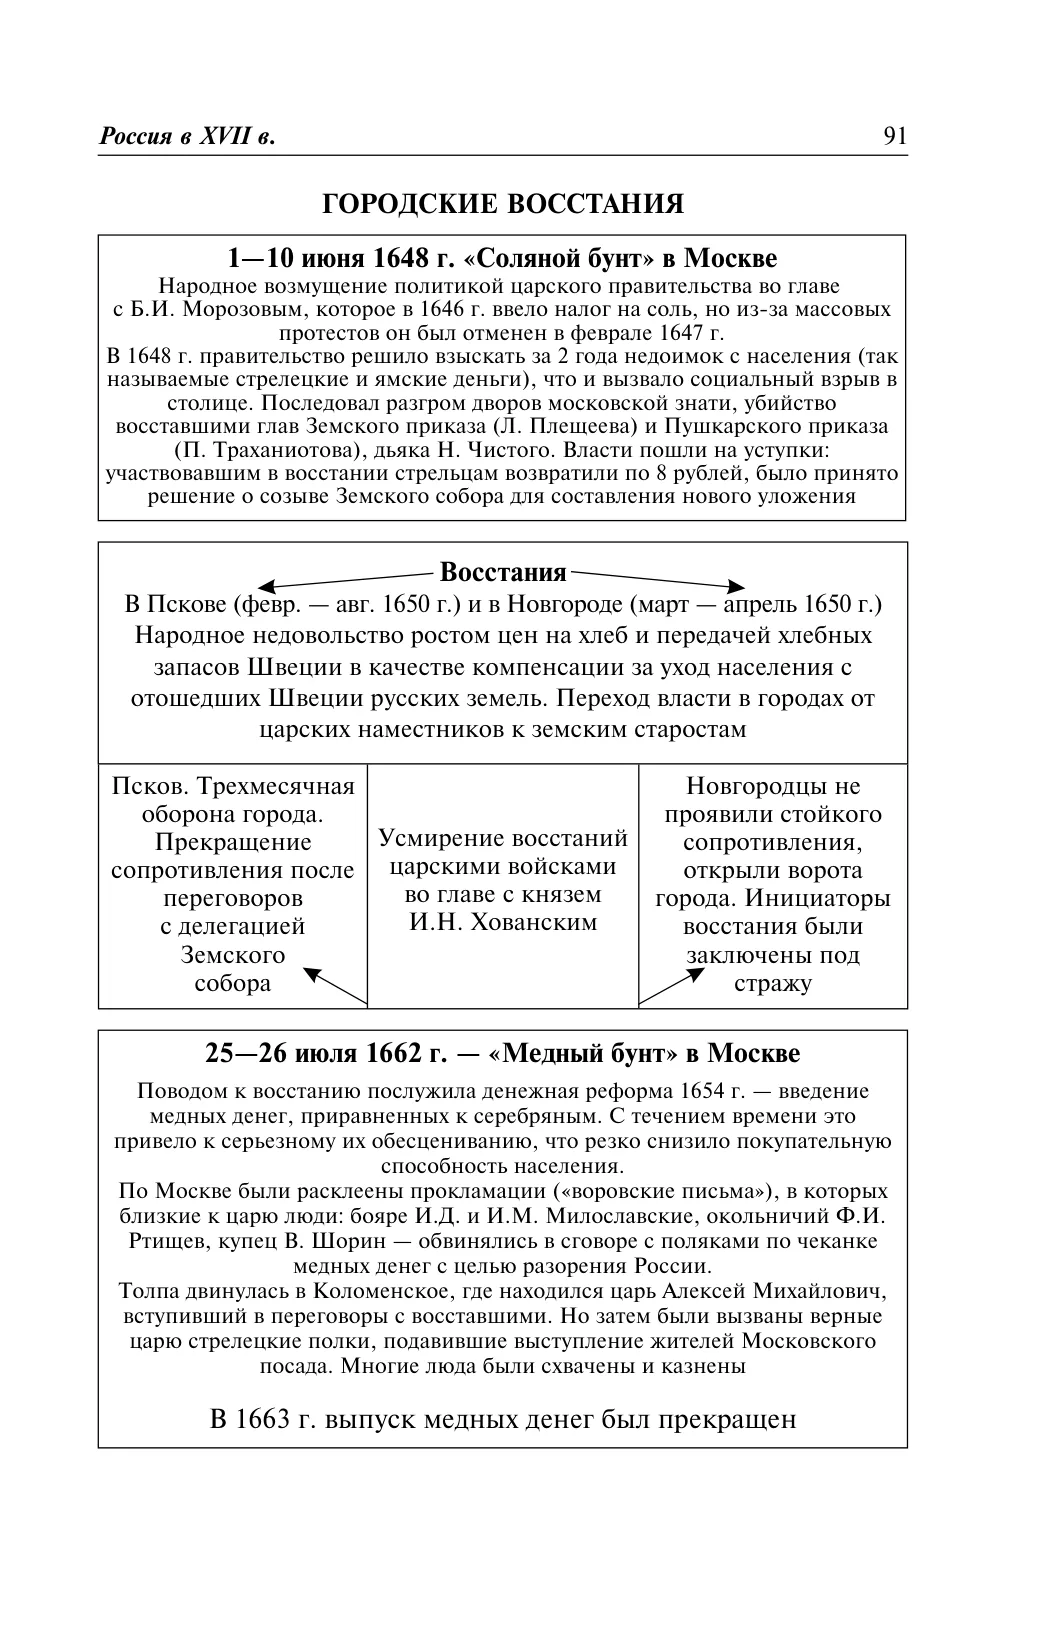 Россия в XVII в. 91
ГОРОДСКИЕ ВОССТАНИЯ
1—10 июня 1648 г. «Соляной бунт» в Москве
Народное возмущение политикой царского правительства во главе
с Б.И. Морозовым, которое в 1646 г. ввело налог на соль, но из-за массовых
протестов он был отменен в феврале 1647 г.
В 1648 г. правительство решило взыскать за 2 года недоимок с населения (так
называемые стрелецкие и ямские деньги), что и вызвало социальный взрыв в
столице. Последовал разгром дворов московской знати, убийство
восставшими глав Земского приказа (Л. Плещеева) и Пушкарского приказа
(П. Траханиотова), дьяка Н. Чистого. Власти пошли на уступки:
участвовавшим в восстании стрельцам возвратили по 8 рублей, было принято
решение о созыве Земского собора для составления нового уложения
Восстания
В Пскове (февр. — авг. 1650 г.) и в Новгороде (март — апрель 1650 г.)
Народное недовольство ростом цен на хлеб и передачей хлебных
запасов Швеции в качестве компенсации за уход населения с
отошедших Швеции русских земель. Переход власти в городах от
царских наместников к земским старостам
Псков. Трехмесячная
оборона города.
Прекращение
сопротивления после
переговоров
с делегацией
Земского
собора
Усмирение восстаний
царскими войсками
во главе с князем
И.Н. Хованским
Новгородцы не
проявили стойкого
сопротивления,
открыли ворота
города. Инициаторы
восстания были
заключены под
стражу
25—26 июля 1662 г. — «Медный бунт» в Москве
Поводом к восстанию послужила денежная реформа 1654 г. — введение
медных денег, приравненных к серебряным. С течением времени это
привело к серьезному их обесцениванию, что резко снизило покупательную
способность населения.
По Москве были расклеены прокламации («воровские письма»), в которых
близкие к царю люди: бояре И.Д. и И.М. Милославские, окольничий Ф.И.
Ртищев, купец В. Шорин — обвинялись в сговоре с поляками по чеканке
медных денег с целью разорения России.
Толпа двинулась в Коломенское, где находился царь Алексей Михайлович,
вступивший в переговоры с восставшими. Но затем были вызваны верные
царю стрелецкие полки, подавившие выступление жителей Московского
посада. Многие люда были схвачены и казнены
В 1663 г. выпуск медных денег был прекращен